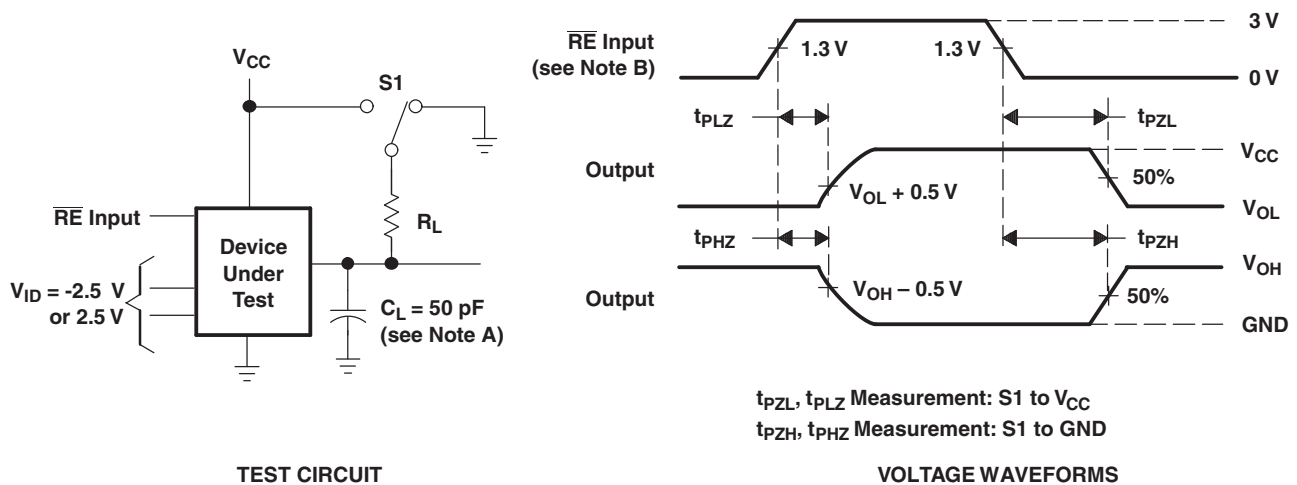 V_CC
S1
RE Input
Device
Under
Test
R_L
V_ID = -2.5 V
or 2.5 V
C_L = 50 pF
(see Note A)
TEST CIRCUIT
RE Input
(see Note B)
1.3 V
1.3 V
3 V
0 V
t_PLZ
t_PZL
Output
V_CC
50%
V_OL + 0.5 V
V_OL
t_PHZ
t_PZH
V_OH
Output
V_OH – 0.5 V
50%
GND
t_PZL, t_PLZ Measurement: S1 to V_CC
t_PZH, t_PHZ Measurement: S1 to GND
VOLTAGE WAVEFORMS